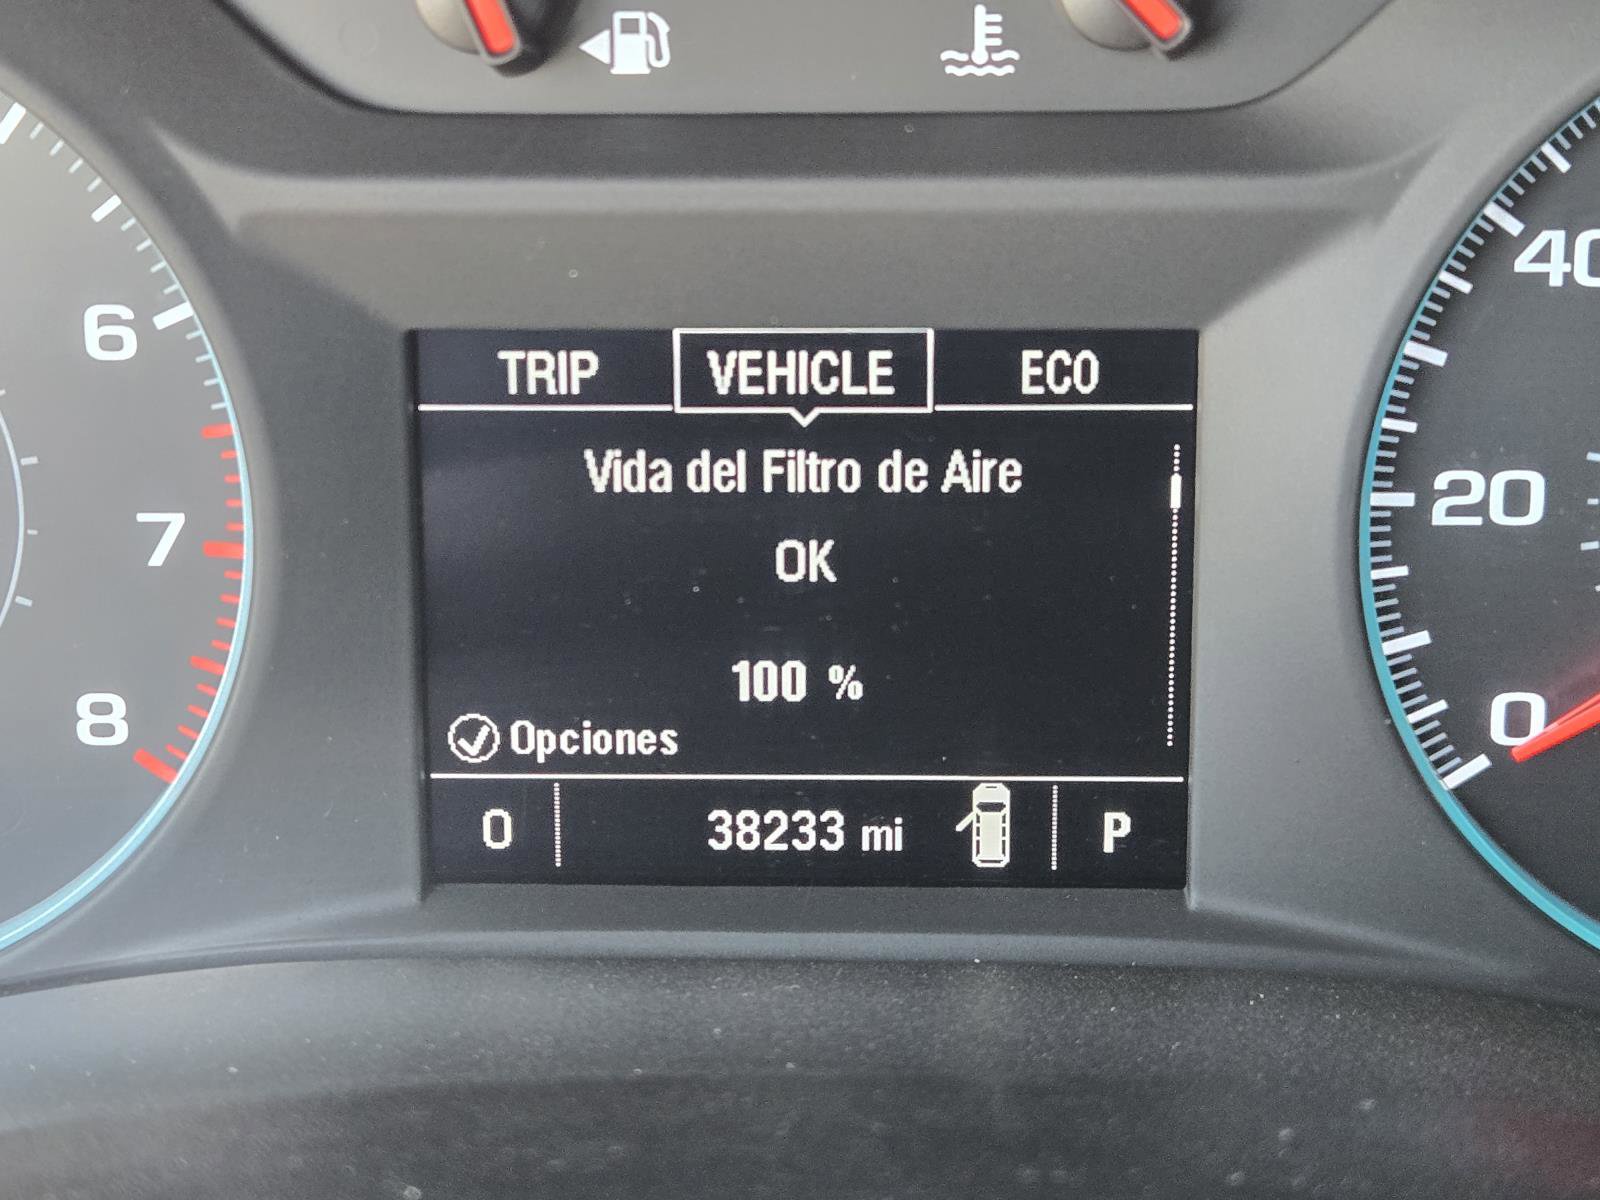 TRIP VEHICLE ECO
Vida del Filtro de Aire
OK
100 %
Opciones
0 38233 mi P
6
7
8
40
20
0